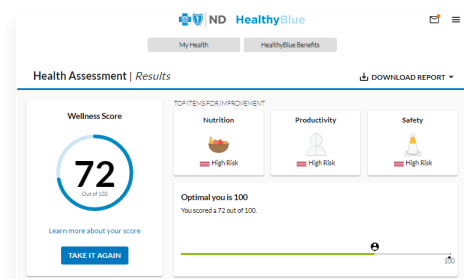 ND HealthyBlue
My Health
HealthyBlue Benefits
Health Assessment | Results
DOWNLOAD REPORT
Wellness Score
72
Out of 100
Learn more about your score
TAKE IT AGAIN
TOP ITEMS FOR IMPROVEMENT
Nutrition
High Risk
Productivity
High Risk
Safety
High Risk
Optimal you is 100
You scored a 72 out of 100.
100